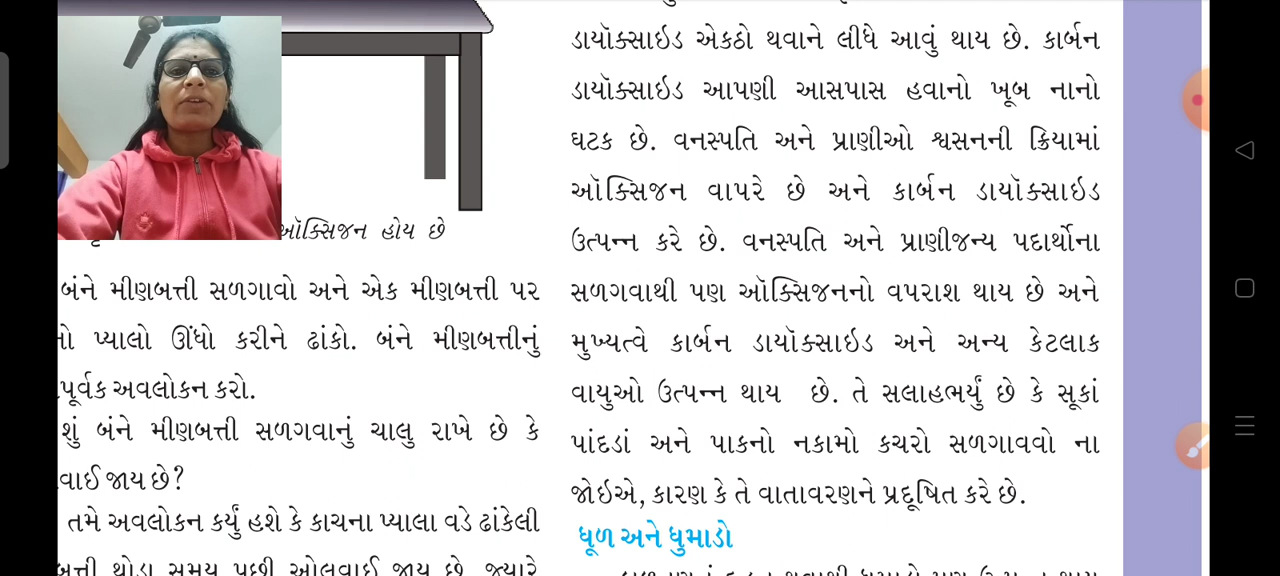 ઑક્સિજન હોય છે
બંને મીણબત્તી સળગાવો અને એક મીણબત્તી પર
પ્યાલો ઊંધો કરીને ઢાંકો. બંને મીણબત્તીનું
પૂર્વક અવલોકન કરો.
શું બંને મીણબત્તી સળગવાનું ચાલુ રાખે છે કે
જાય છે?
તમે અવલોકન કર્યું હશે કે કાચના પ્યાલા વડે ઢાંકેલી
થોડા સમય પછી ઓલવાઈ જાય છે. જ્યારે
ડાયૉક્સાઇડ એકઠો થવાને લીધે આવું થાય છે. કાર્બન
ડાયૉક્સાઇડ આપણી આસપાસ હવાનો ખૂબ નાનો
ઘટક છે. વનસ્પતિ અને પ્રાણીઓ શ્વસનની ક્રિયામાં
ઑક્સિજન વાપરે છે અને કાર્બન ડાયૉક્સાઇડ
ઉત્પન્ન કરે છે. વનસ્પતિ અને પ્રાણીજન્ય પદાર્થોના
સળગવાથી પણ ઑક્સિજનનો વપરાશ થાય છે અને
મુખ્યત્વે કાર્બન ડાયૉક્સાઇડ અને અન્ય કેટલાક
વાયુઓ ઉત્પન્ન થાય છે. તે સલાહભર્યું છે કે સૂકાં
પાંદડાં અને પાકનો નકામો કચરો સળગાવવો ના
જોઇએ, કારણ કે તે વાતાવરણને પ્રદૂષિત કરે છે.
ધૂળ અને ધુમાડો